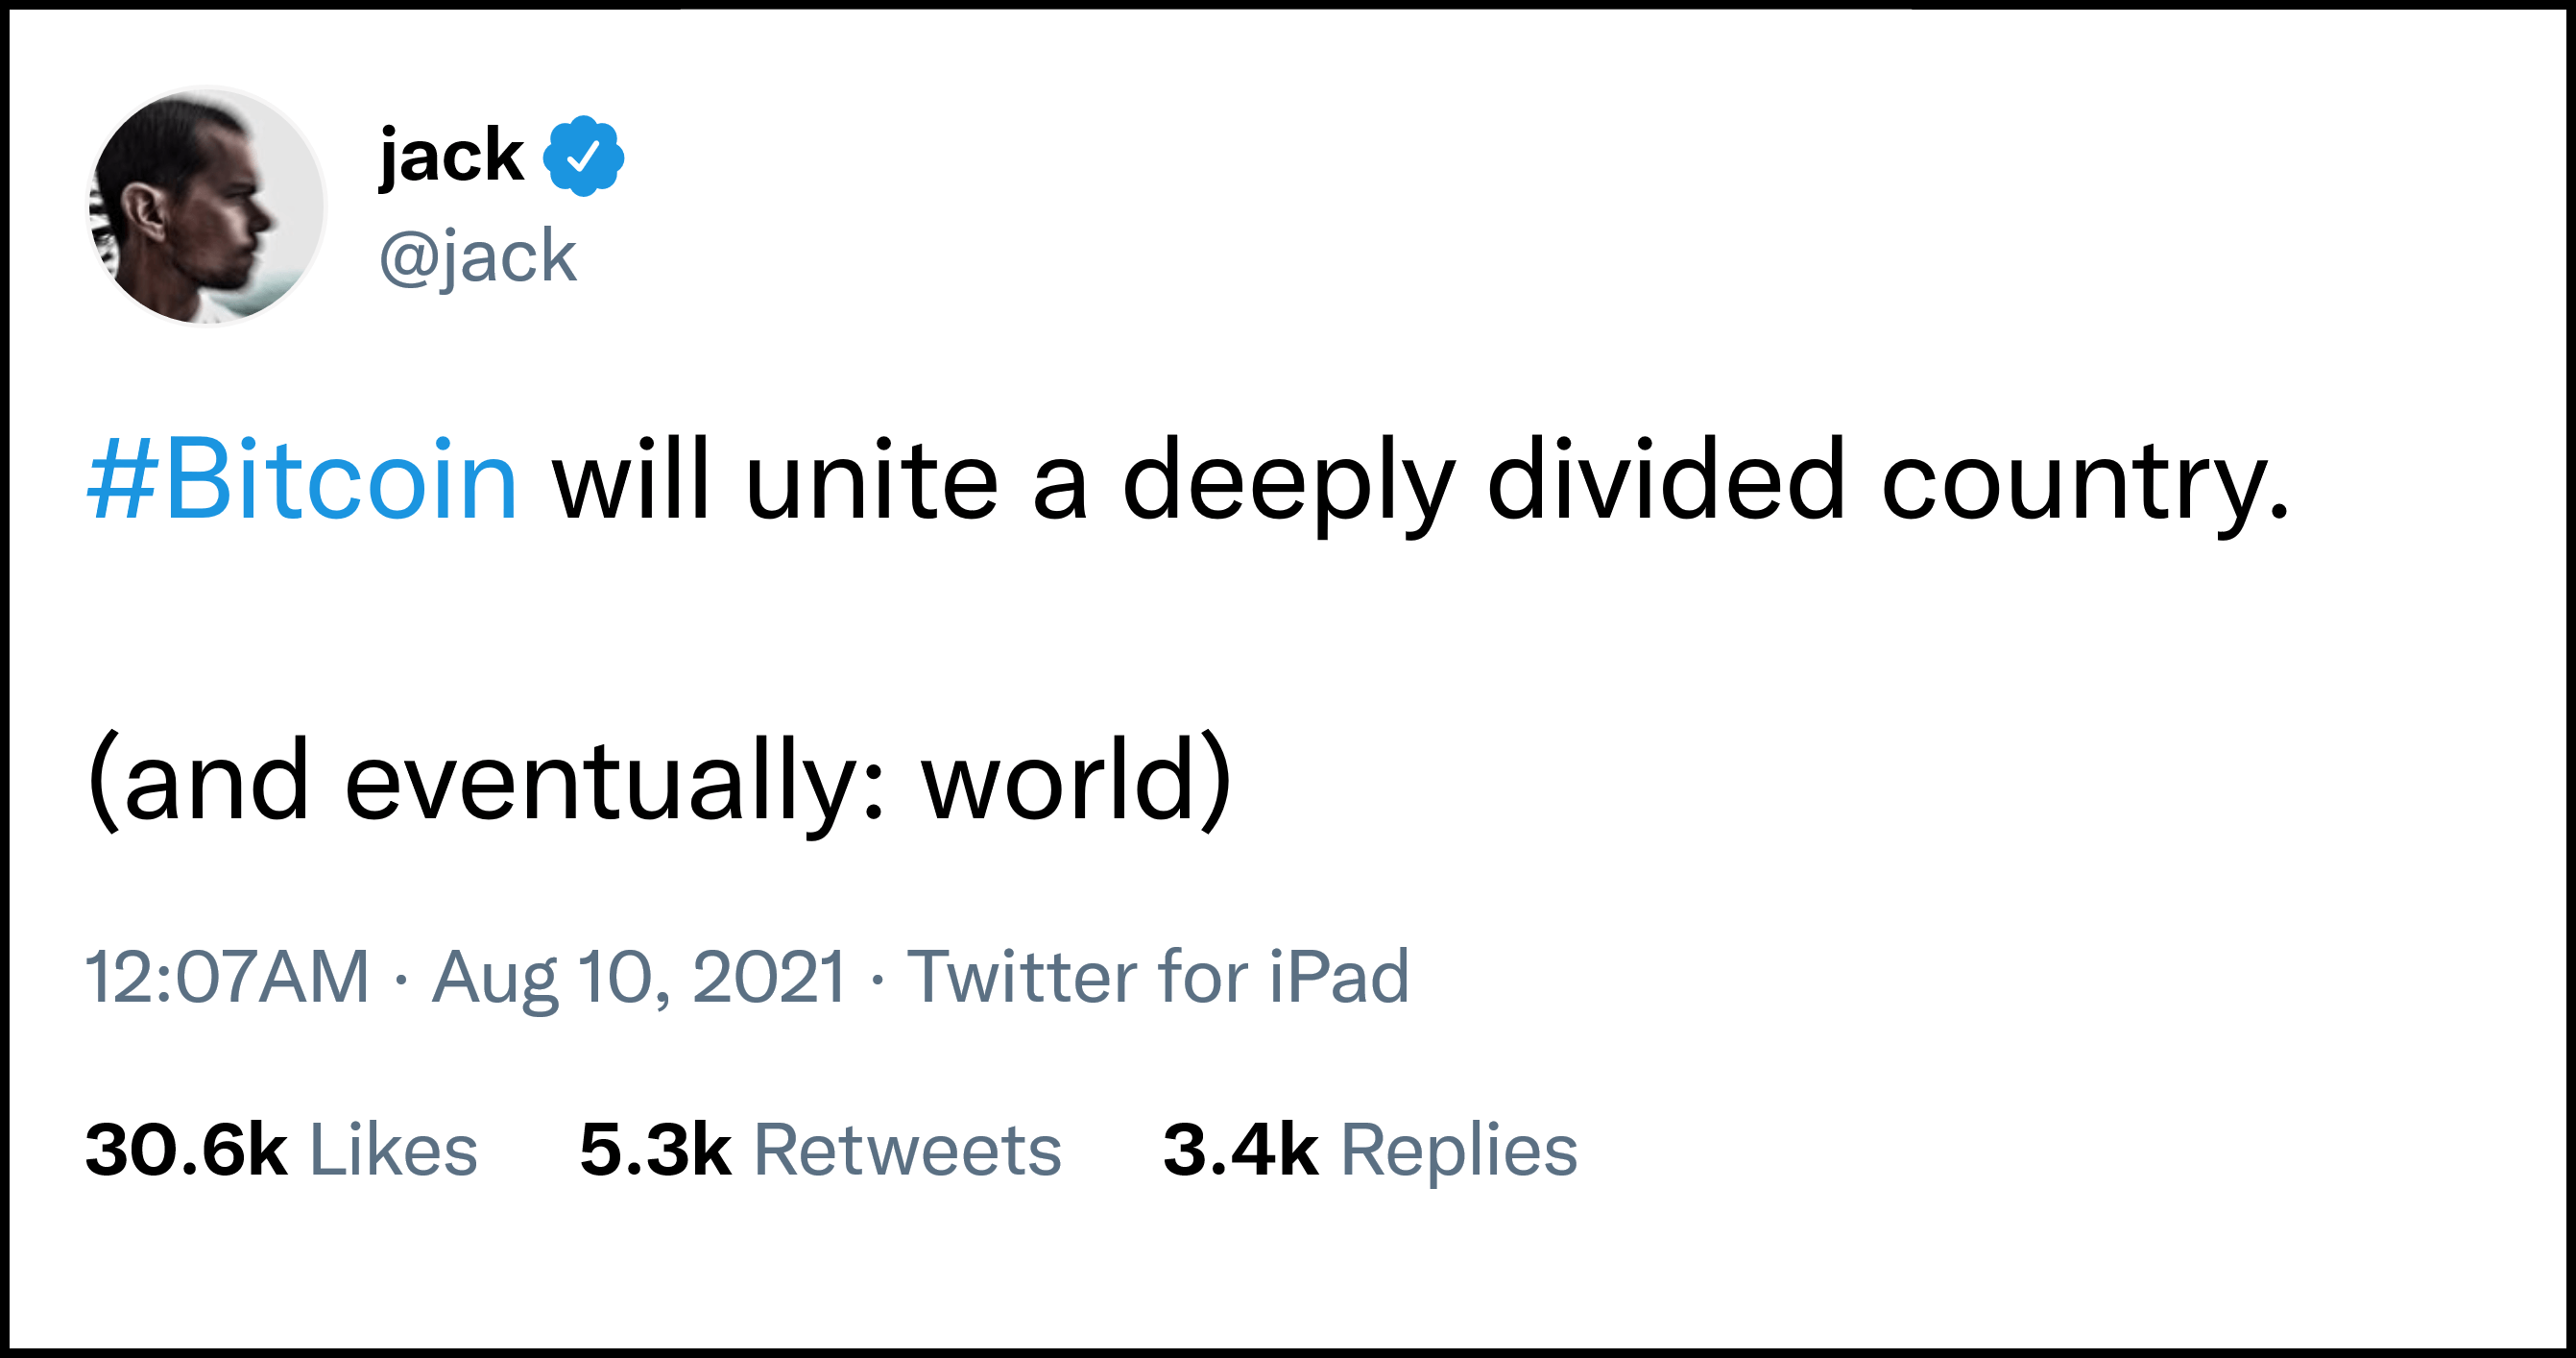 jack
@jack
#Bitcoin will unite a deeply divided country.
(and eventually: world)
12:07AM · Aug 10, 2021 · Twitter for iPad
30.6k Likes 5.3k Retweets 3.4k Replies